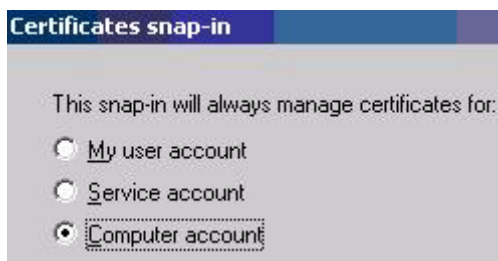 Certificates snap-in
This snap-in will always manage certificates for:
My user account
Service account
Computer account